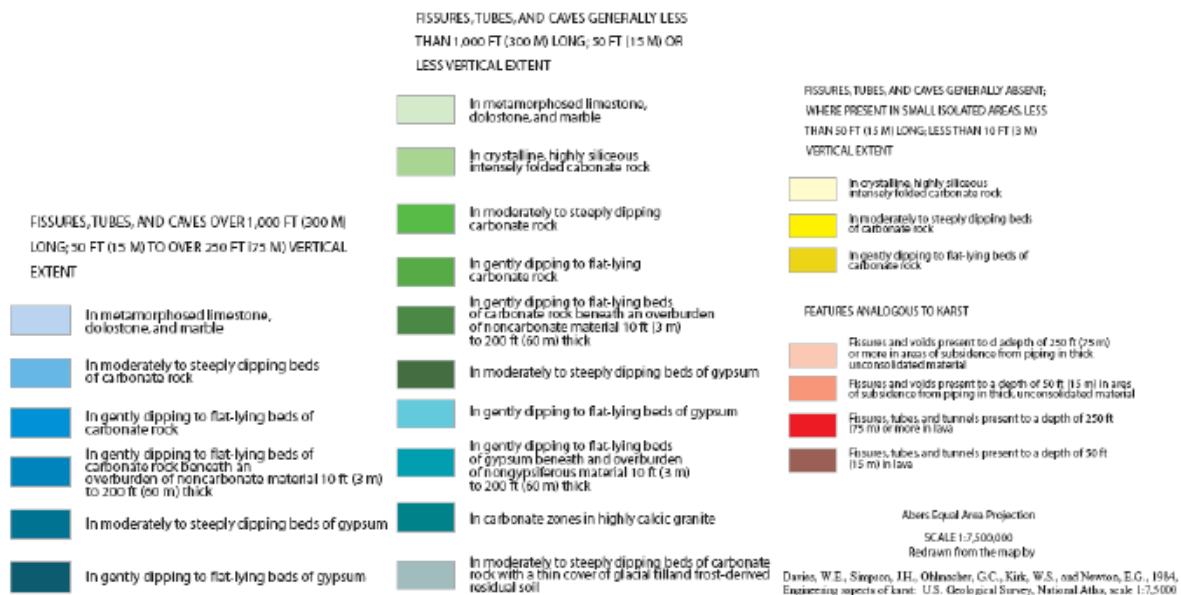 FISSURES, TUBES, AND CAVES OVER 1,000 FT (300 M)
LONG; 50 FT (15 M) TO OVER 250 FT (75 M) VERTICAL
EXTENT
In metamorphosed limestone,
dolostone, and marble
In moderately to steeply dipping beds
of carbonate rock
In gently dipping to flat-lying beds of
carbonate rock
In gently dipping to flat-lying beds of
carbonate rock beneath an
overburden of noncarbonate material 10 ft (3 m)
to 200 ft (60 m) thick
In moderately to steeply dipping beds of gypsum
In gently dipping to flat-lying beds of gypsum
FISSURES, TUBES, AND CAVES GENERALLY LESS
THAN 1,000 FT (300 M) LONG; 50 FT (15 M) OR
LESS VERTICAL EXTENT
In metamorphosed limestone,
dolostone, and marble
In crystalline, highly siliceous
intensely folded cabonate rock
In moderately to steeply dipping
carbonate rock
In gently dipping to flat-lying
carbonate rock
In gently dipping to flat-lying beds
of carbonate rock beneath an overburden
of noncarbonate material 10 ft (3 m)
to 200 ft (60 m) thick
In moderately to steeply dipping beds of gypsum
In gently dipping to flat-lying beds of gypsum
In gently dipping to flat-lying beds
of gypsum beneath and overburden
of nongypsiferous material 10 ft (3 m)
to 200 ft (60 m) thick
In carbonate zones in highly calcic granite
In moderately to steeply dipping beds of carbonate
rock with a thin cover of glacial tilland frost-derived
residual soil
FISSURES, TUBES, AND CAVES GENERALLY ABSENT;
WHERE PRESENT IN SMALL ISOLATED AREAS, LESS
THAN 50 FT (15 M) LONG; LESS THAN 10 FT (3 M)
VERTICAL EXTENT
In crystalline, highly siliceous
intensely folded carbonate rock
In moderately to steeply dipping beds
of carbonate rock
In gently dipping to flat-lying beds of
carbonate rock
FEATURES ANALOGOUS TO KARST
Fissures and voids present to d adepth of 250 ft (75 m)
or more in areas of subsidence from piping in thick
unconsolidated material
Fissures and voids present to a depth of 50 ft (15 m) in areas
of subsidence from piping in thick, unconsolidated material
Fissures, tubes, and tunnels present to a depth of 250 ft
(75 m) or more in lava
Fissures, tubes, and tunnels present to a depth of 50 ft
(15 m) in lava
Abers Equal Area Projection
SCALE 1:7,500,000
Redrawn from the map by
Davies, W.E., Simpson, J.H., Ohlmacher, G.C., Kirk, W.S., and Newton, E.G., 1984,
Engineering aspects of karst: U.S. Geological Survey, National Atlas, scale 1:7,5000